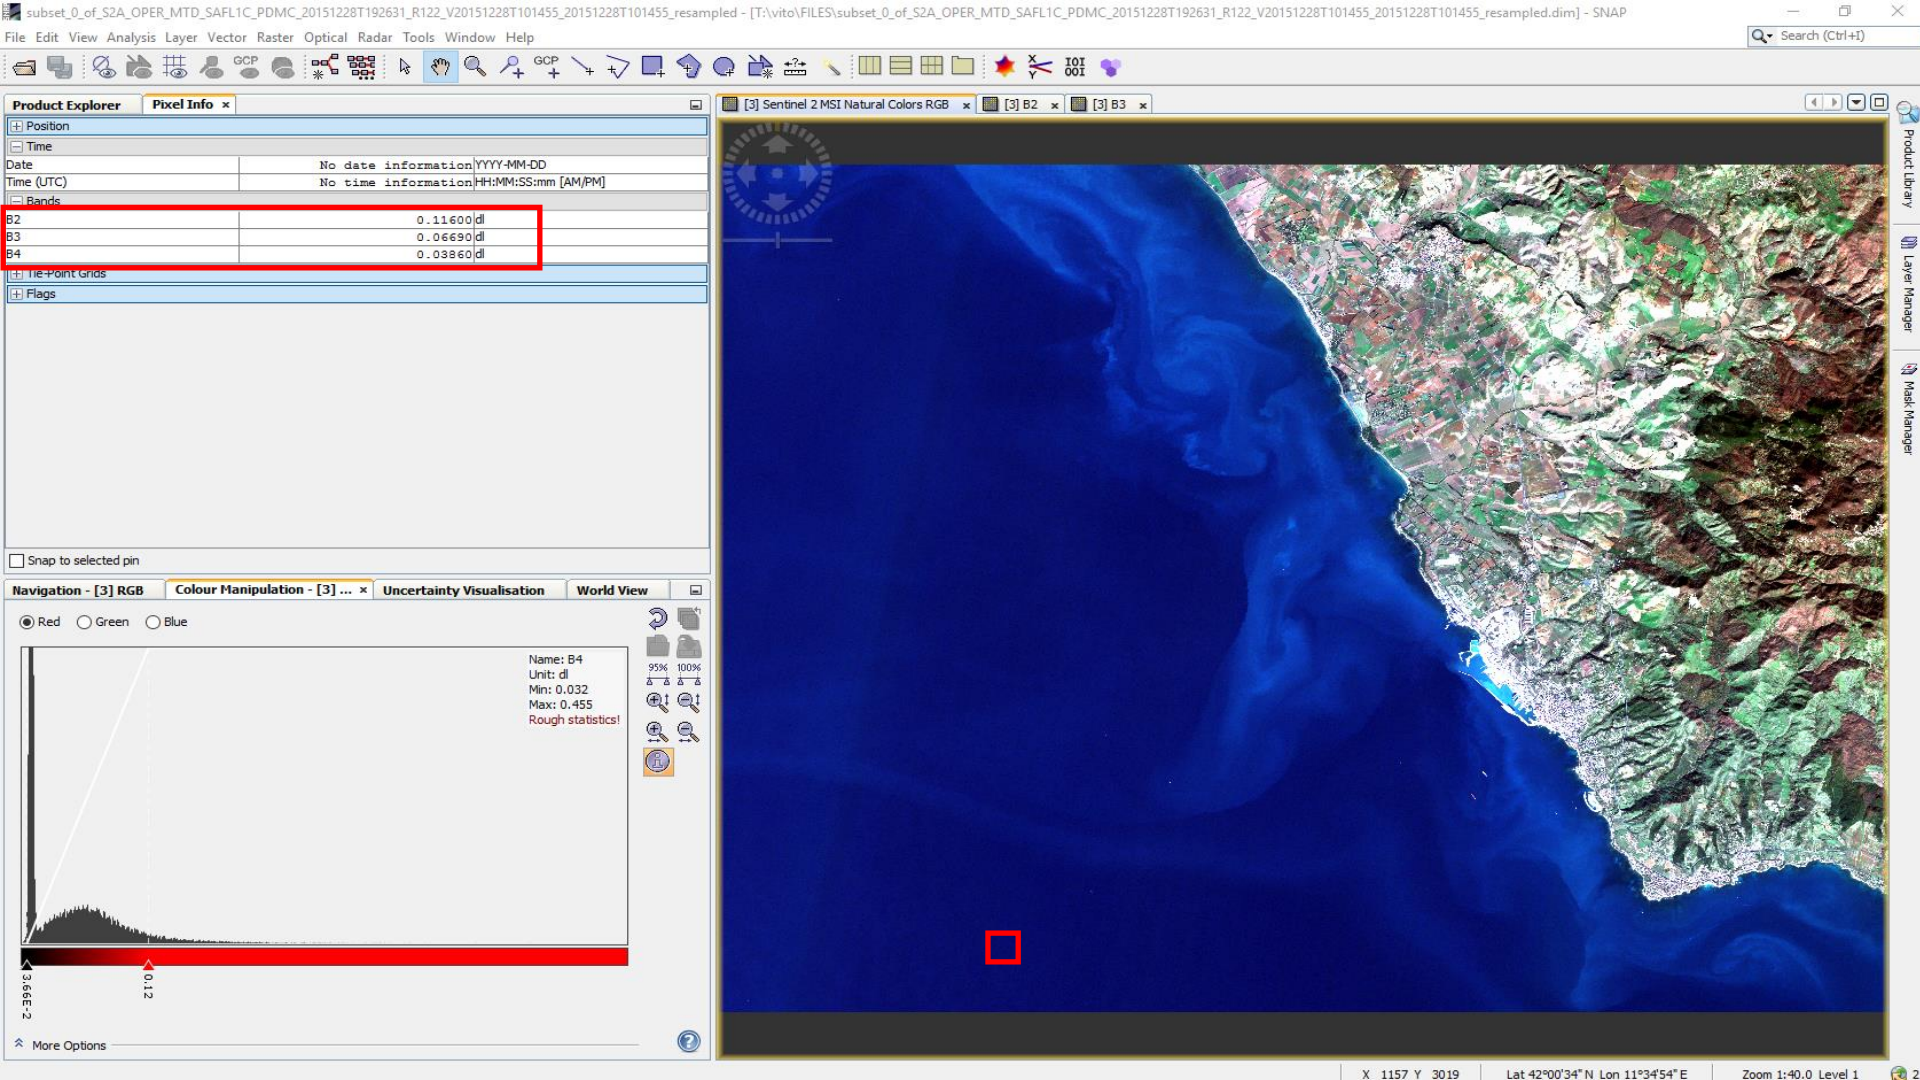 subset_0_of_S2A_OPER_MTD_SAFL1C_PDMC_20151228T192631_R122_V20151228T101455_20151228T101455_resampled - [T:\vito\FILES\subset_0_of_S2A_OPER_MTD_SAFL1C_PDMC_20151228T192631_R122_V20151228T101455_20151228T101455_resampled.dim] - SNAP
File Edit View Analysis Layer Vector Raster Optical Radar Tools Window Help
Search (Ctrl+I)
GCP GCP
Product Explorer Pixel Info ×
[3] Sentinel 2 MSI Natural Colors RGB × [3] B2 × [3] B3 ×
Position
Time
Date No date information YYYY-MM-DD
Time (UTC) No time information HH:MM:SS:mm [AM/PM]
Bands
B2 0.11600 dl
B3 0.06690 dl
B4 0.03860 dl
Tie-Point Grids
Flags
Snap to selected pin
Navigation - [3] RGB Colour Manipulation - [3] ... × Uncertainty Visualisation World View
Red Green Blue
Name: B4
Unit: dl
Min: 0.032
Max: 0.455
Rough statistics!
95% 100%
3.66E-2
0.12
More Options
Product Library
Layer Manager
Mask Manager
X 1157 Y 3019 Lat 42°00'34" N Lon 11°34'54" E Zoom 1:40.0 Level 1 2